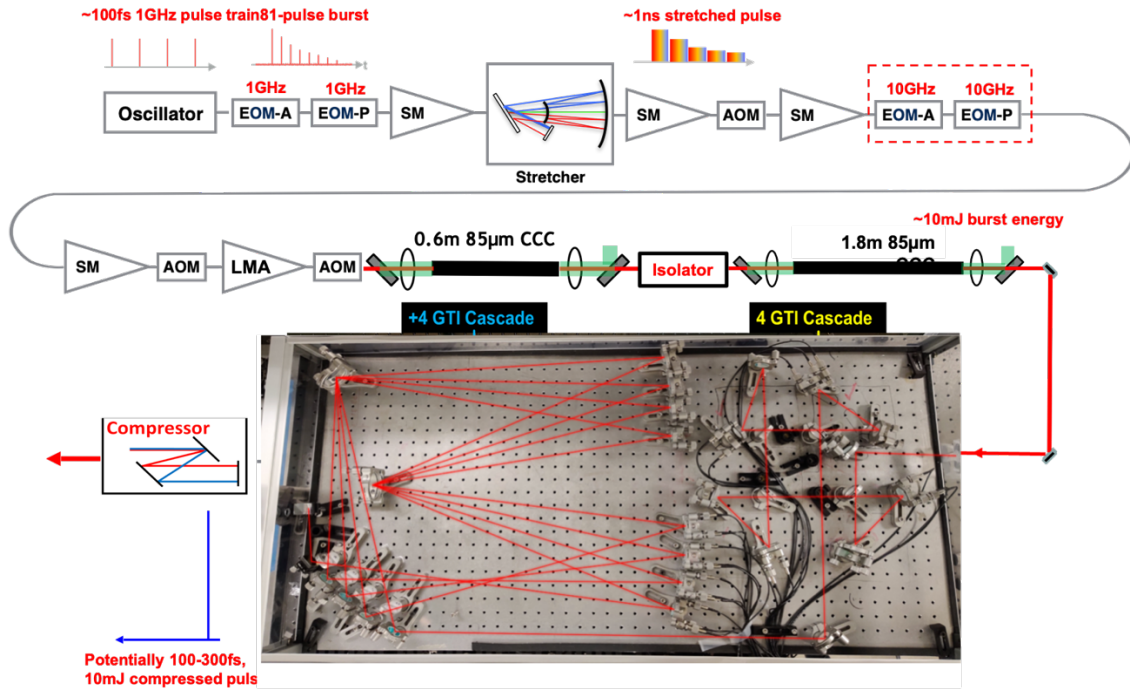 ~100fs 1GHz pulse train81-pulse burst
~1ns stretched pulse
t
1GHz
1GHz
10GHz
10GHz
Oscillator
EOM-A
EOM-P
SM
SM
AOM
SM
EOM-A
EOM-P
Stretcher
~10mJ burst energy
0.6m 85µm CCC
1.8m 85µm
SM
AOM
LMA
AOM
Isolator
+4 GTI Cascade
4 GTI Cascade
Compressor
Potentially 100-300fs,
10mJ compressed puls